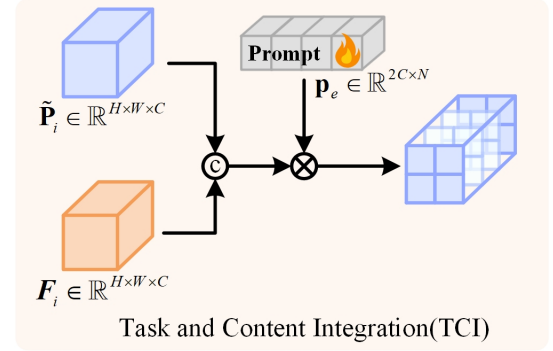 Prompt
p_e ∈ ℝ^{2C×N}
P̃_i ∈ ℝ^{H×W×C}
C
F_i ∈ ℝ^{H×W×C}
Task and Content Integration(TCI)